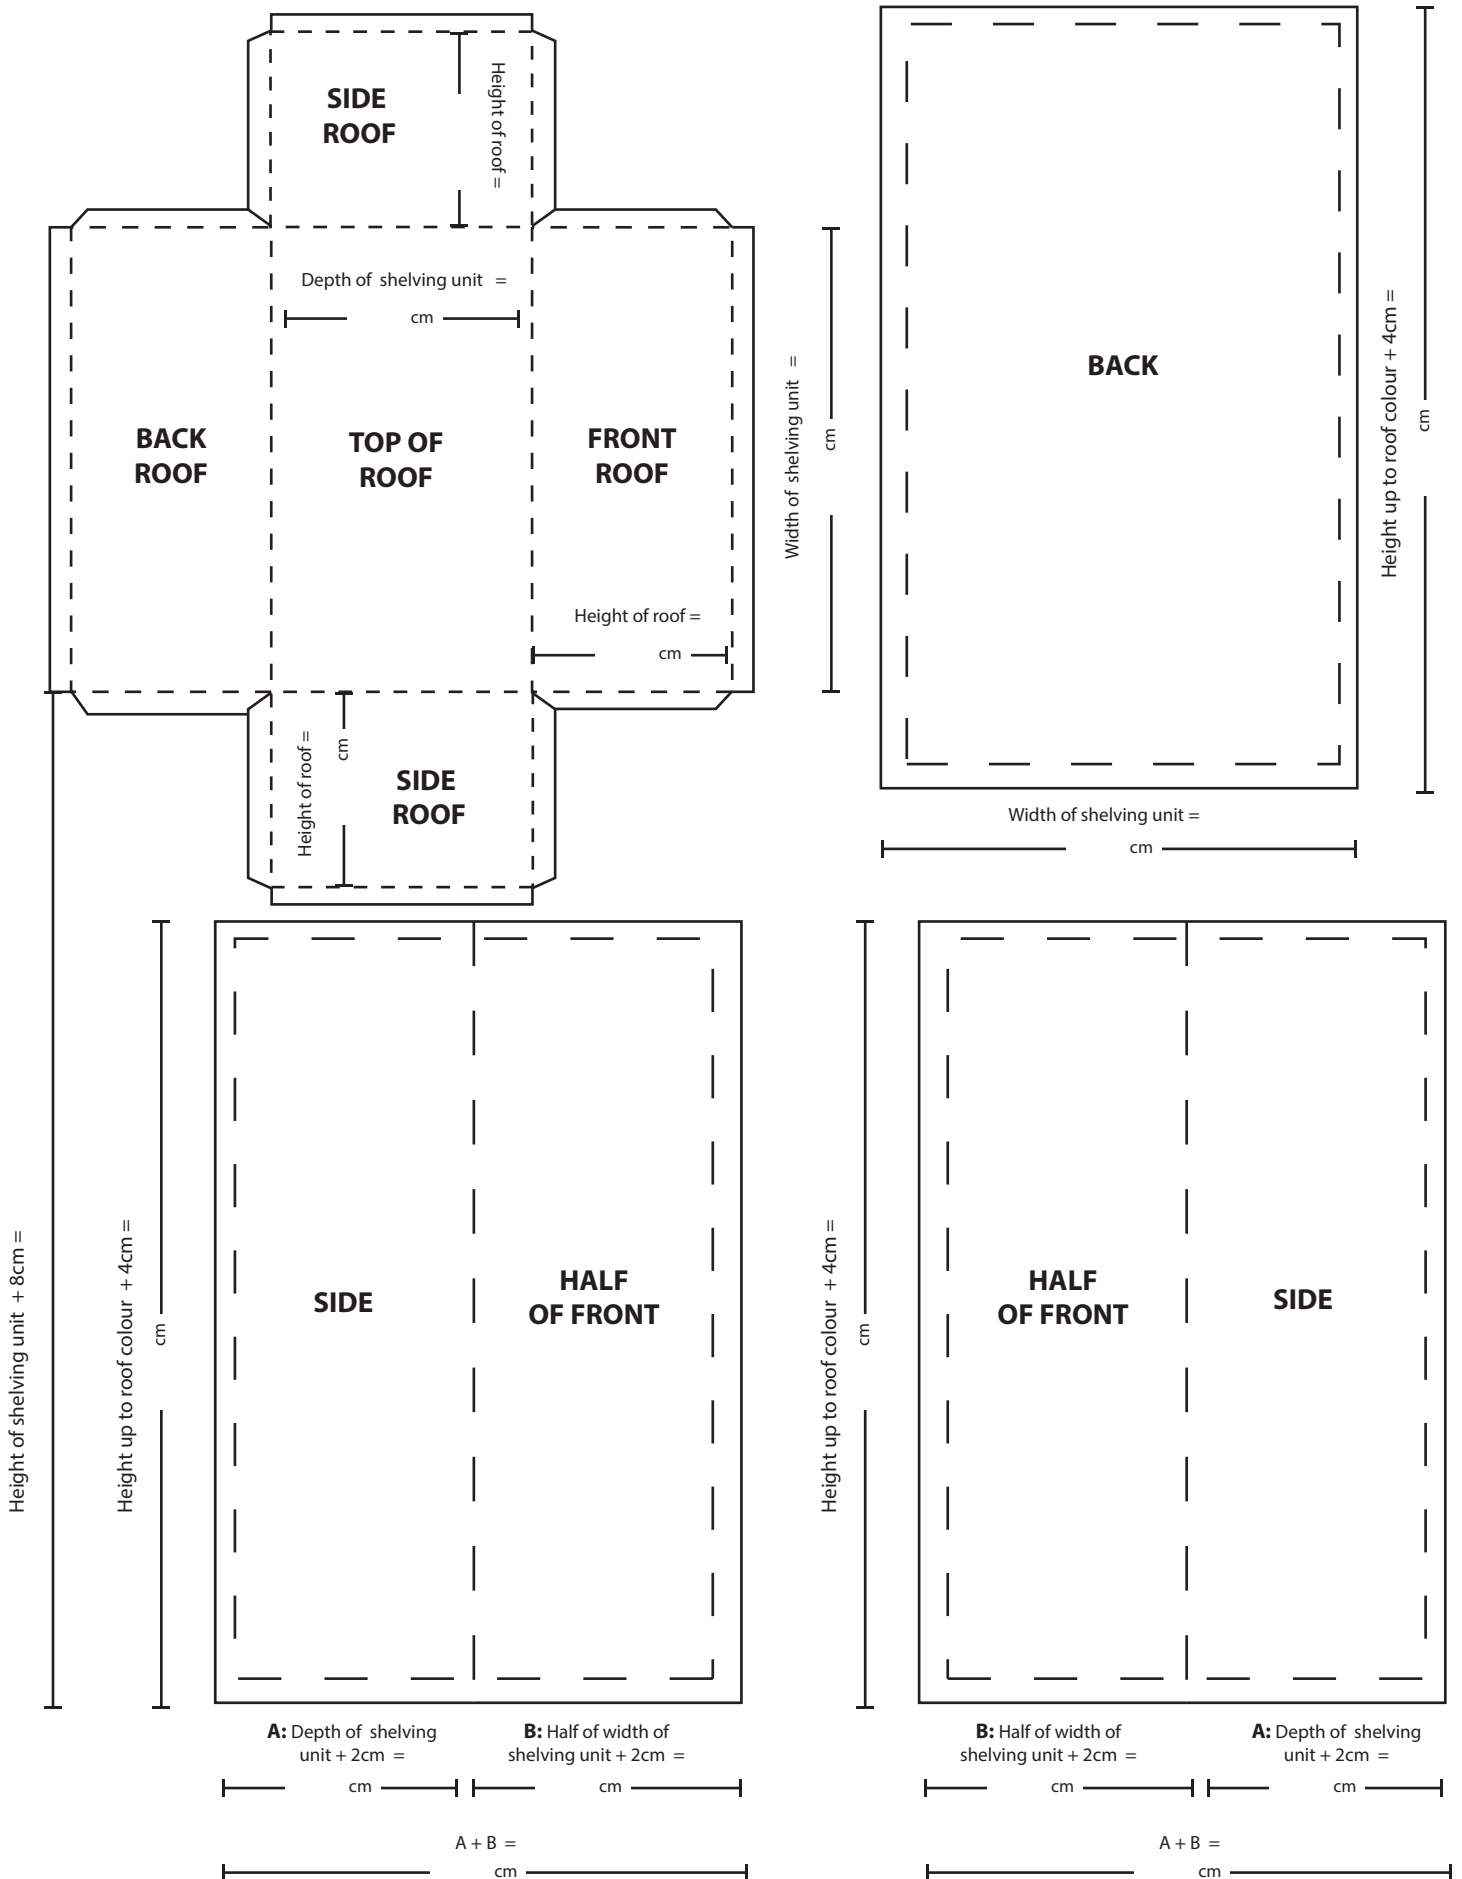 SIDE
ROOF
Height of roof =
Depth of shelving unit =
cm
BACK
ROOF
TOP OF
ROOF
FRONT
ROOF
Width of shelving unit =
cm
Height of roof =
cm
Height of roof =
cm
SIDE
ROOF
BACK
Height up to roof colour + 4cm =
cm
Width of shelving unit =
cm
Height of shelving unit + 8cm =
Height up to roof colour + 4cm =
cm
SIDE
HALF
OF FRONT
A: Depth of shelving
unit + 2cm =
cm
B: Half of width of
shelving unit + 2cm =
cm
A + B =
cm
Height up to roof colour + 4cm =
cm
HALF
OF FRONT
SIDE
B: Half of width of
shelving unit + 2cm =
cm
A: Depth of shelving
unit + 2cm =
cm
A + B =
cm